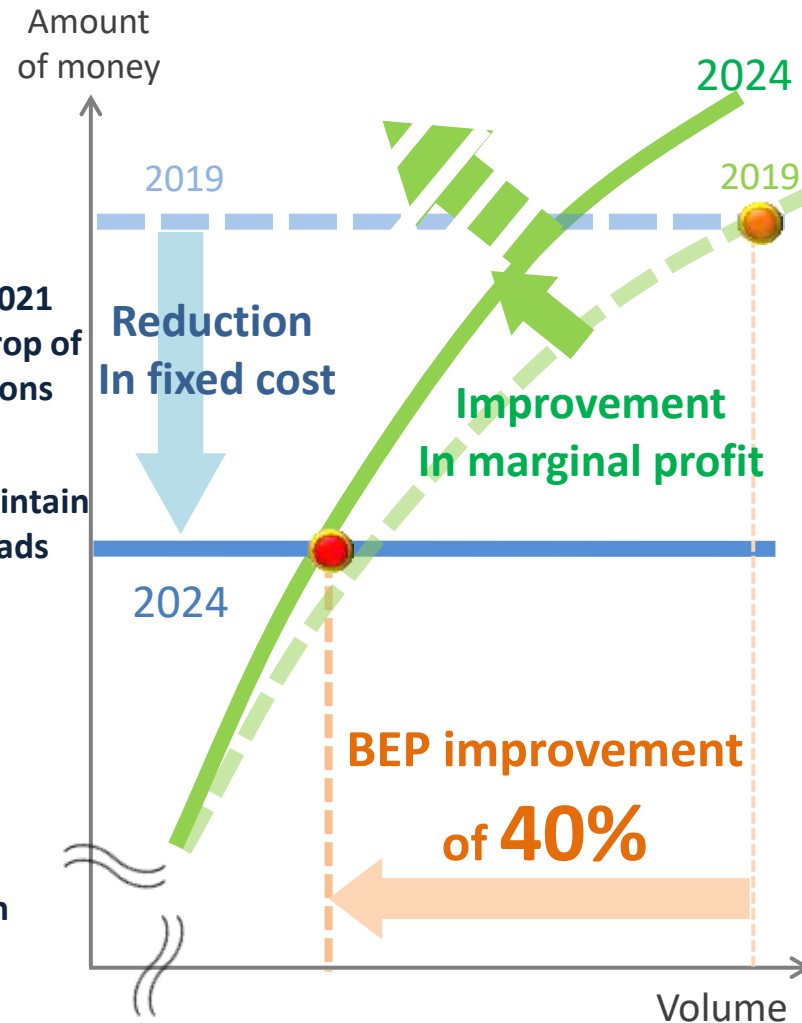 Amount
of money
2024
2019
2019
021
rop of
ons
Reduction
In fixed cost
Improvement
In marginal profit
intain
ads
2024
BEP improvement
of 40%
n
Volume